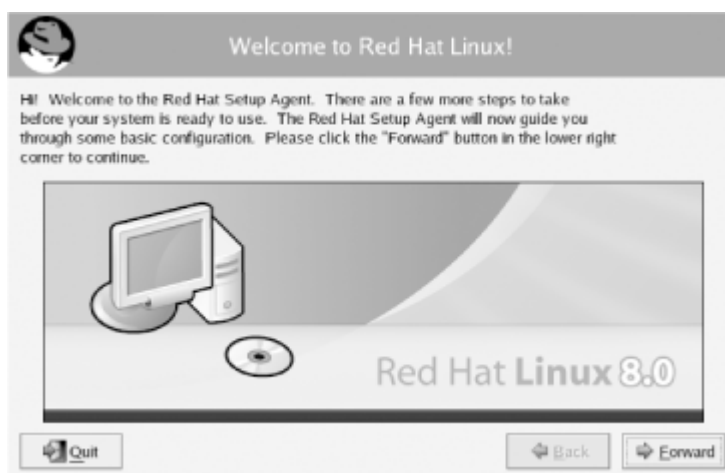 Welcome to Red Hat Linux!
Hi! Welcome to the Red Hat Setup Agent. There are a few more steps to take
before your system is ready to use. The Red Hat Setup Agent will now guide you
through some basic configuration. Please click the "Forward" button in the lower right
corner to continue.
Red Hat Linux 8.0
Quit
Back
Forward